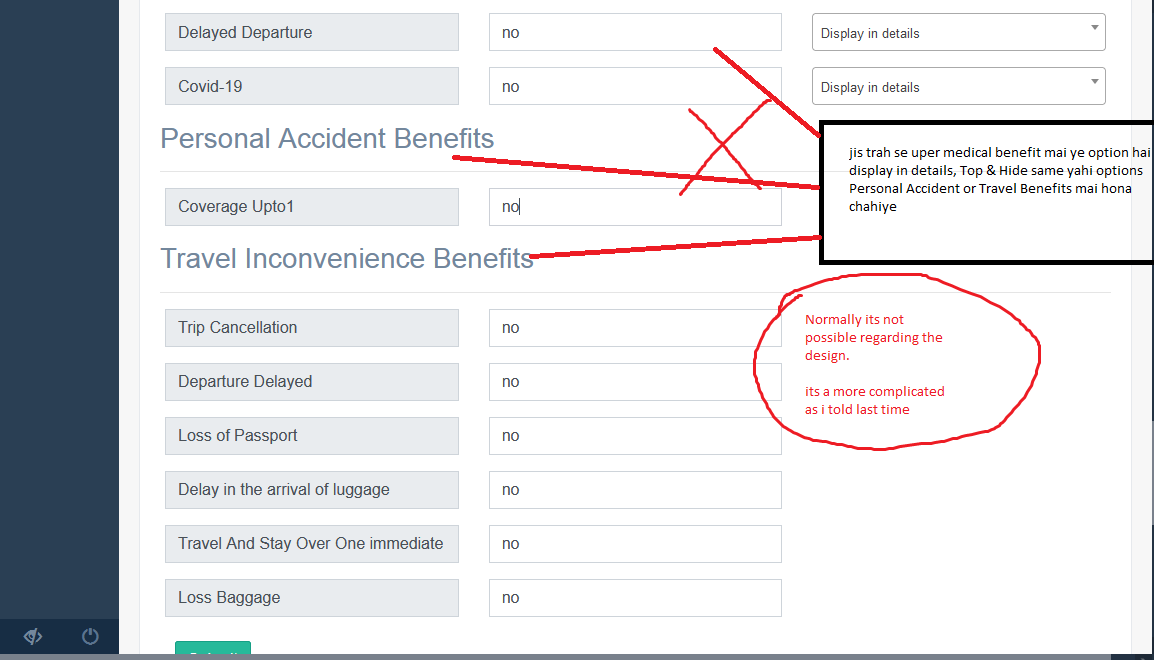 Delayed Departure no Display in details
Covid-19 no Display in details
Personal Accident Benefits
jis trah se uper medical benefit mai ye option hai
display in details, Top & Hide same yahi options
Personal Accident or Travel Benefits mai hona
chahiye
Coverage Upto1 no
Travel Inconvenience Benefits
Normally its not
possible regarding the
design.
its a more complicated
as i told last time
Trip Cancellation no
Departure Delayed no
Loss of Passport no
Delay in the arrival of luggage no
Travel And Stay Over One immediate no
Loss Baggage no